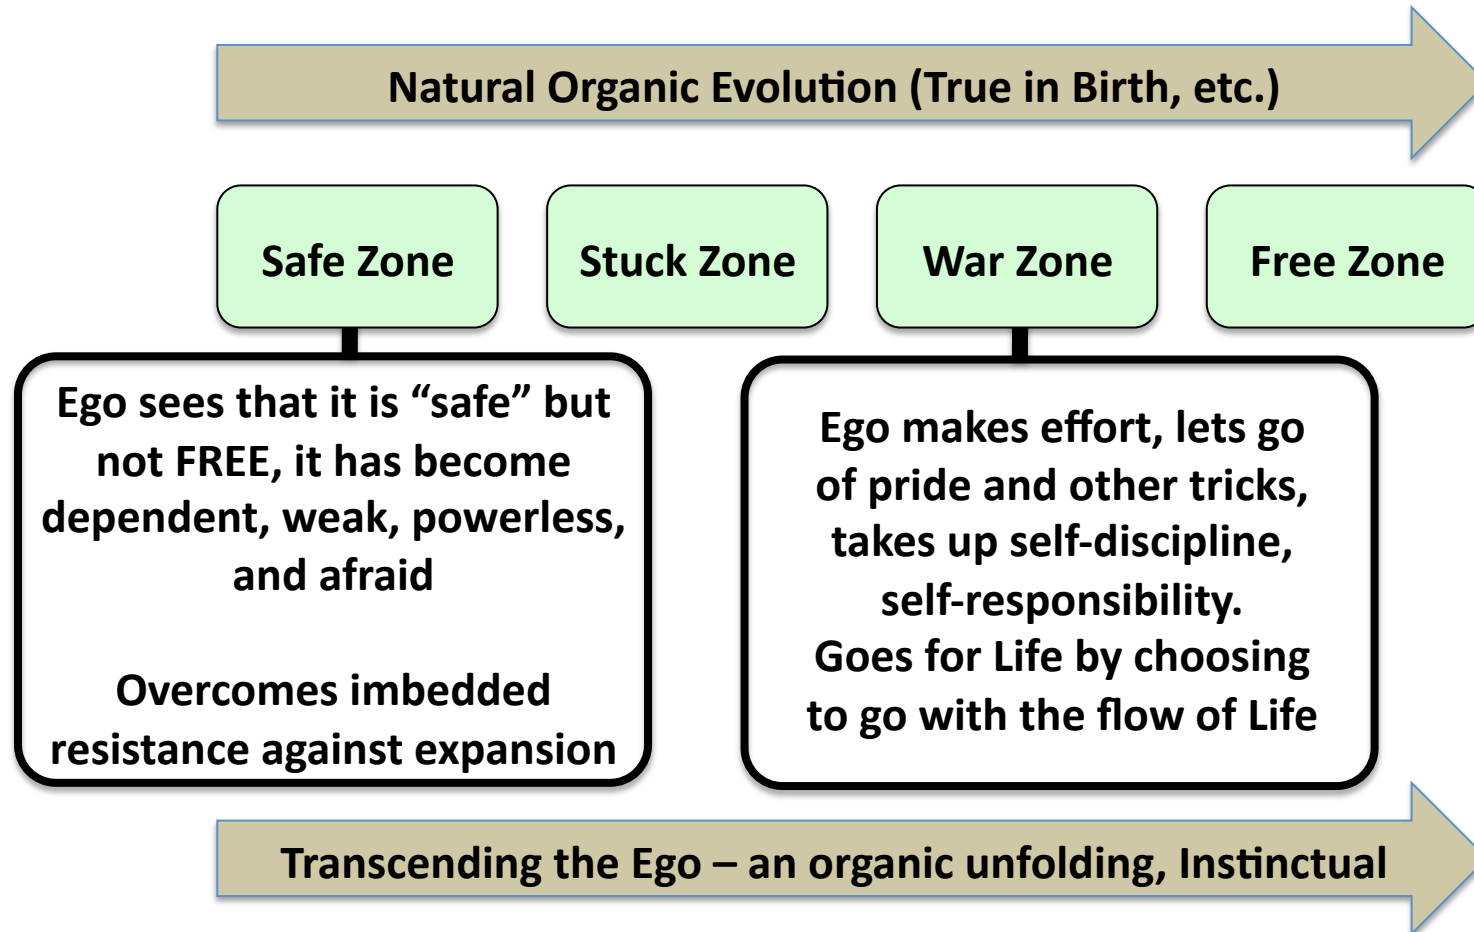 Natural Organic Evolution (True in Birth, etc.)
Safe Zone
Stuck Zone
War Zone
Free Zone
Ego sees that it is “safe” but
not FREE, it has become
dependent, weak, powerless,
and afraid
Overcomes imbedded
resistance against expansion
Ego makes effort, lets go
of pride and other tricks,
takes up self-discipline,
self-responsibility.
Goes for Life by choosing
to go with the flow of Life
Transcending the Ego – an organic unfolding, Instinctual